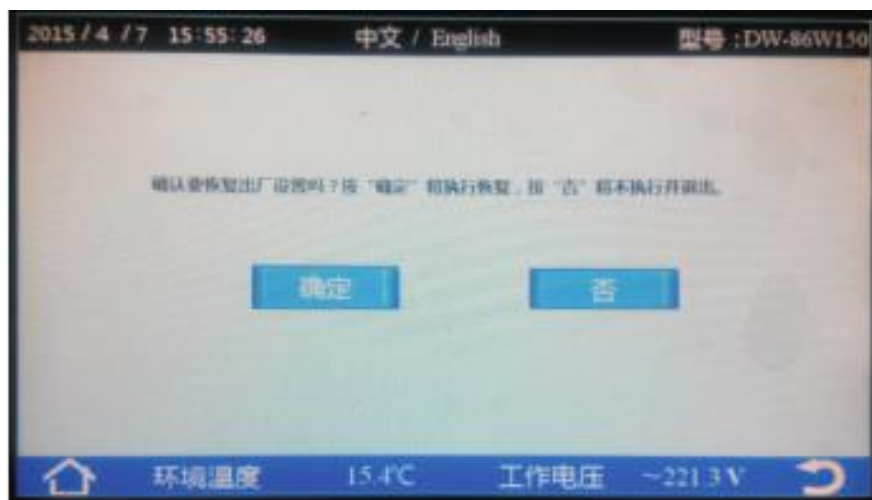 2015 / 4 / 7 15:55:26 中文 / English 型号 :DW-86W150
确认要恢复出厂设置吗？按 "确定" 将执行恢复，按 "否" 将不执行并退出。
确定 否
环境温度 15.4℃ 工作电压 ~221.3 V